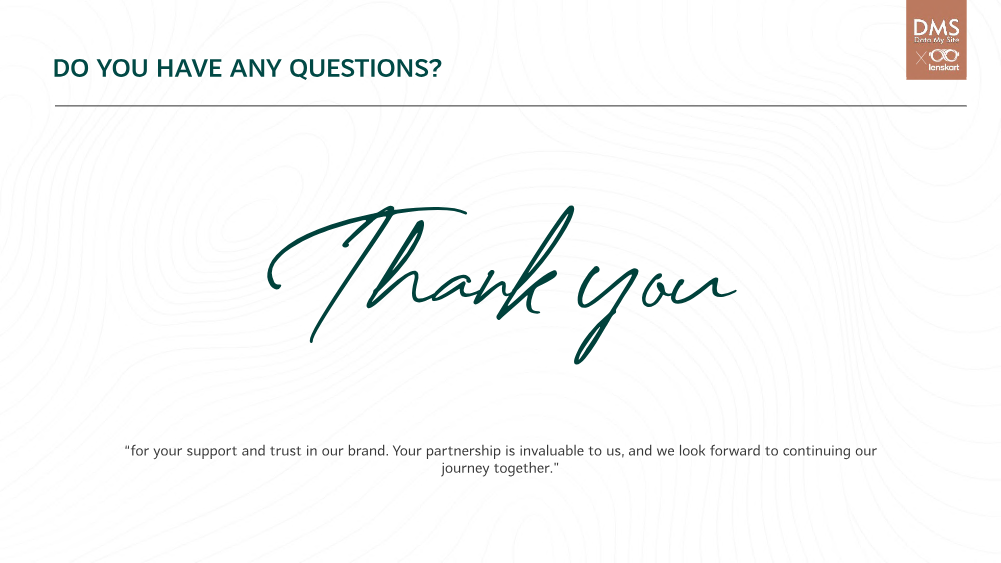 DO YOU HAVE ANY QUESTIONS?
DMS
Data My Site
X
lenskart
Thank you
“for your support and trust in our brand. Your partnership is invaluable to us, and we look forward to continuing our
journey together.”